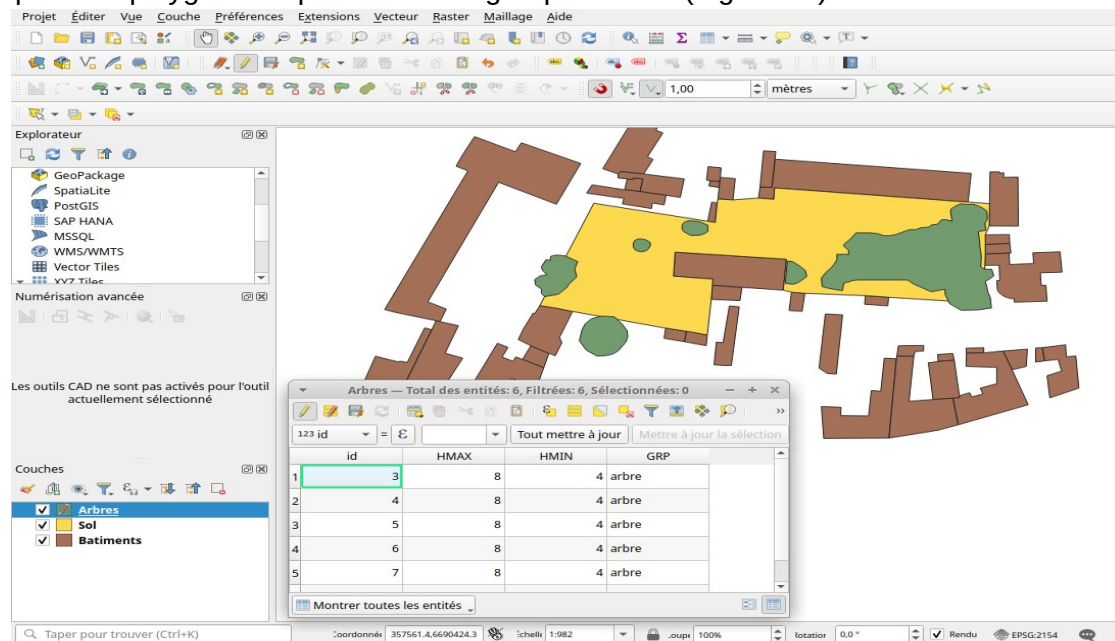 Projet Éditer Vue Couche Préférences Extensions Vecteur Raster Maillage Aide
1,00 mètres
Explorateur
GeoPackage
SpatiaLite
PostGIS
SAP HANA
MSSQL
WMS/WMTS
Vector Tiles
XYZ Tiles
Numérisation avancée
Les outils CAD ne sont pas activés pour l'outil
actuellement sélectionné
Arbres — Total des entités: 6, Filtrées: 6, Sélectionnées: 0
123 id = ε Tout mettre à jour Mettre à jour la sélection
id HMAX HMIN GRP
1 3 8 4 arbre
2 4 8 4 arbre
3 5 8 4 arbre
4 6 8 4 arbre
5 7 8 4 arbre
Montrer toutes les entités
Couches
Arbres
Sol
Batiments
Taper pour trouver (Ctrl+K) 357561.4,6690424.3 1:982 100% 0,0 ° Rendu EPSG:2154